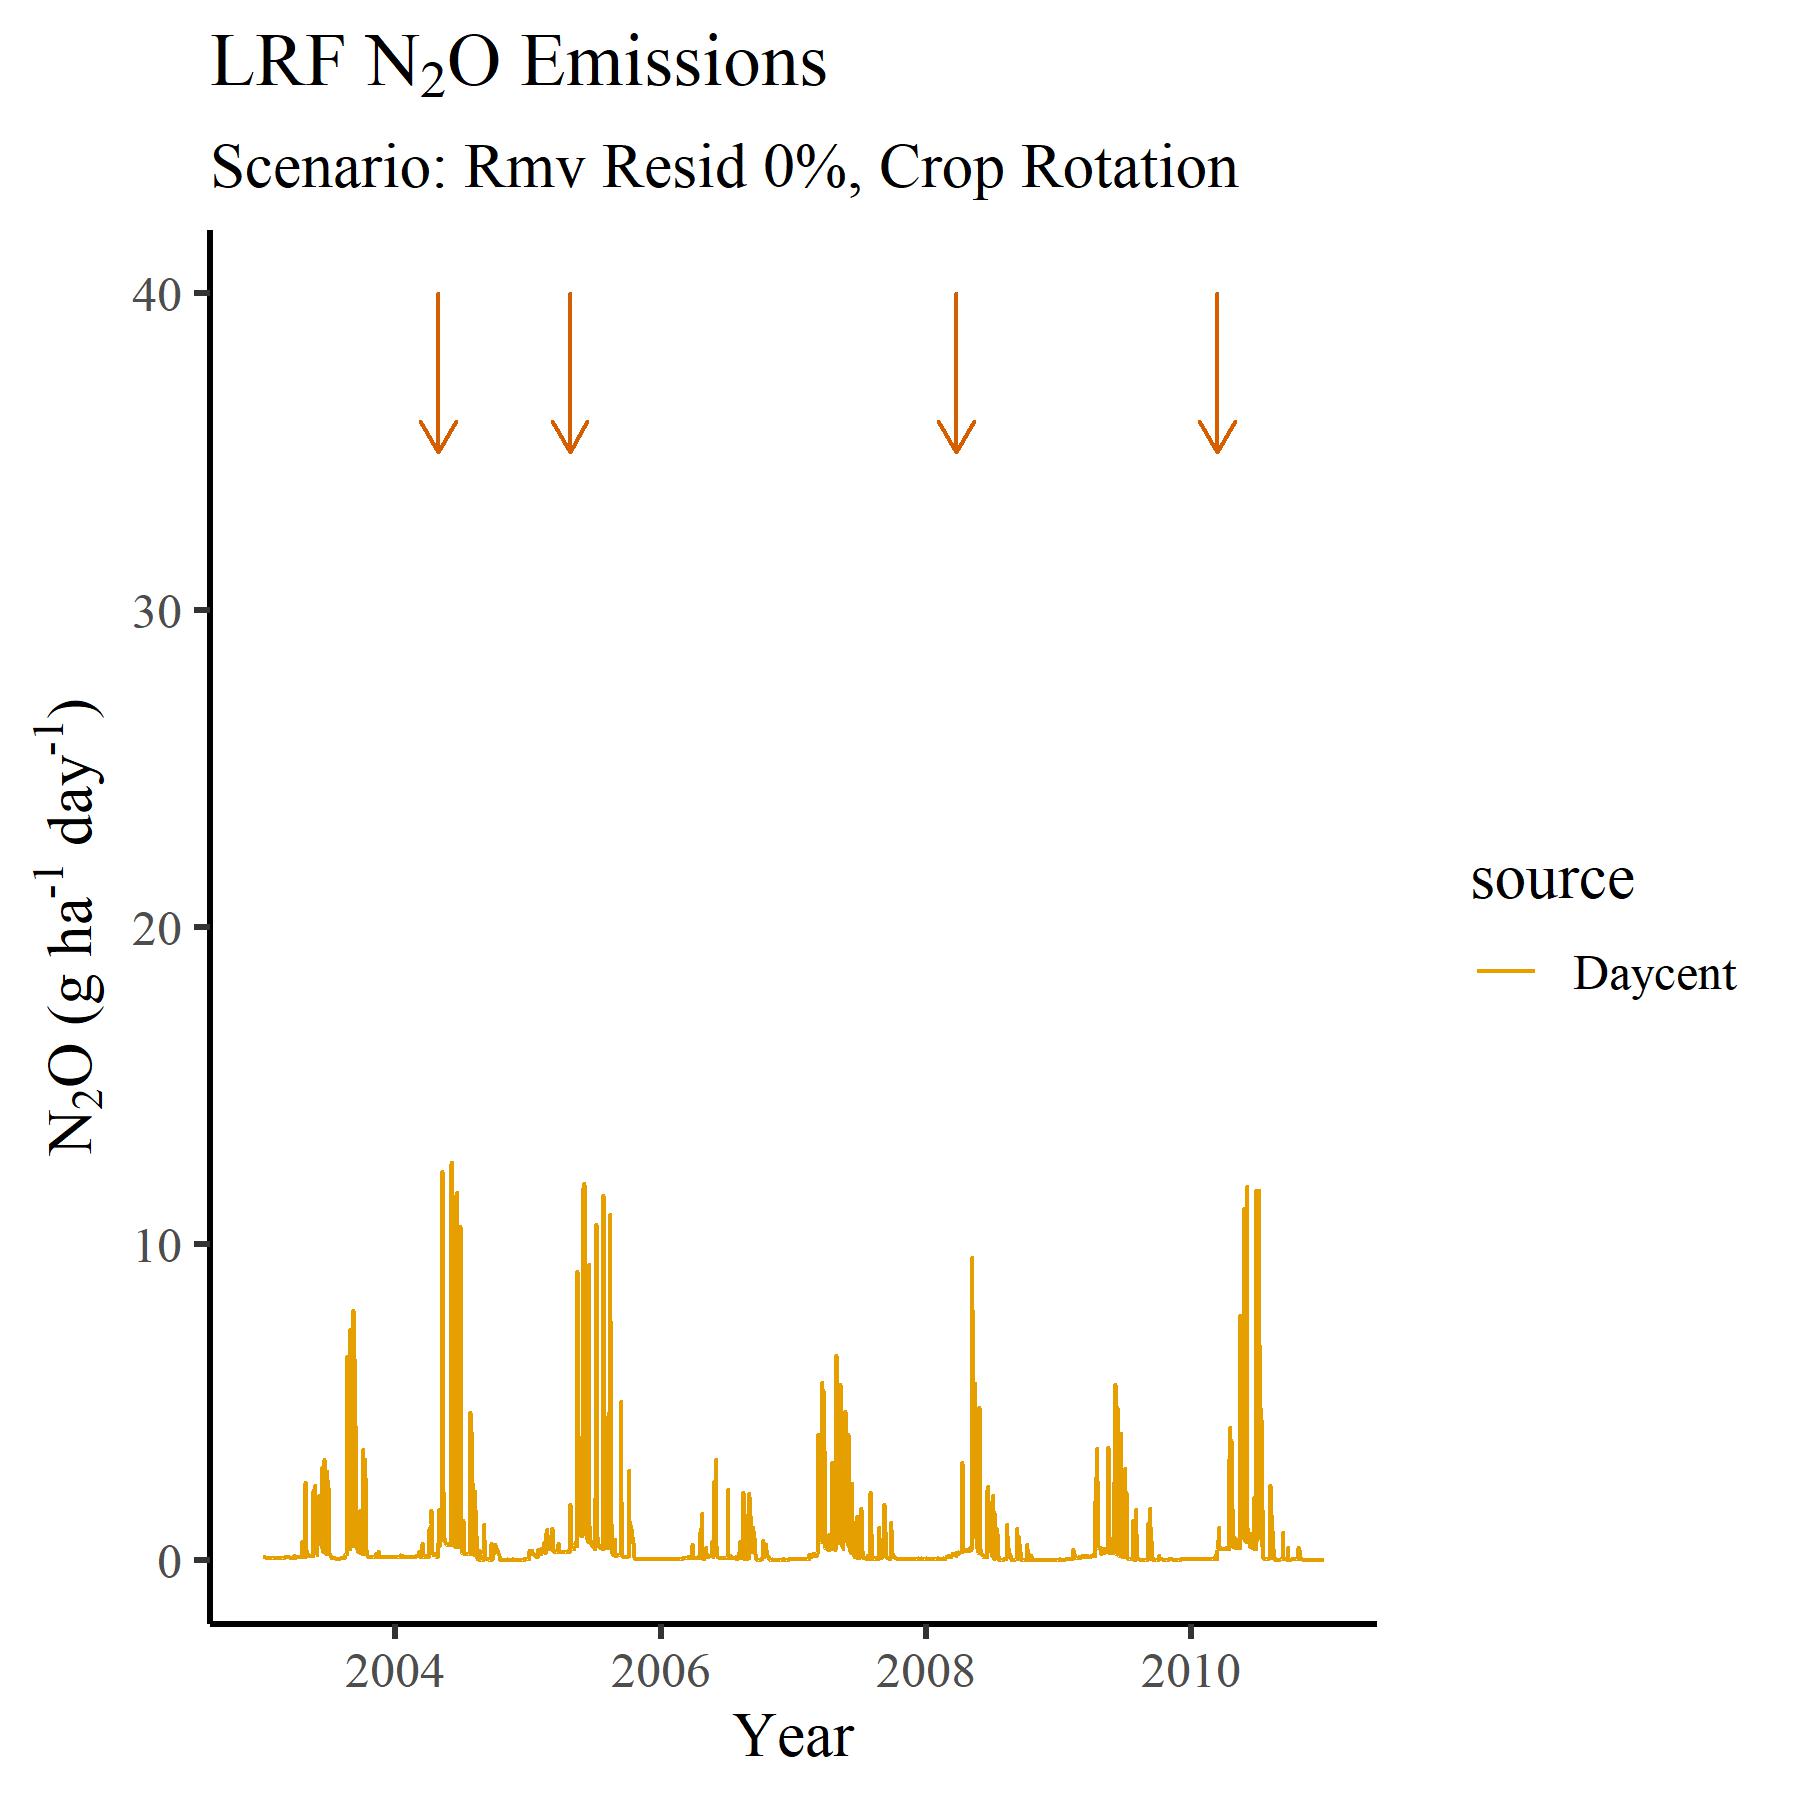 LRF N₂O Emissions
Scenario: Rmv Resid 0%, Crop Rotation
40
30
20
10
0
N₂O (g ha⁻¹ day⁻¹)
2004 2006 2008 2010
Year
source
Daycent